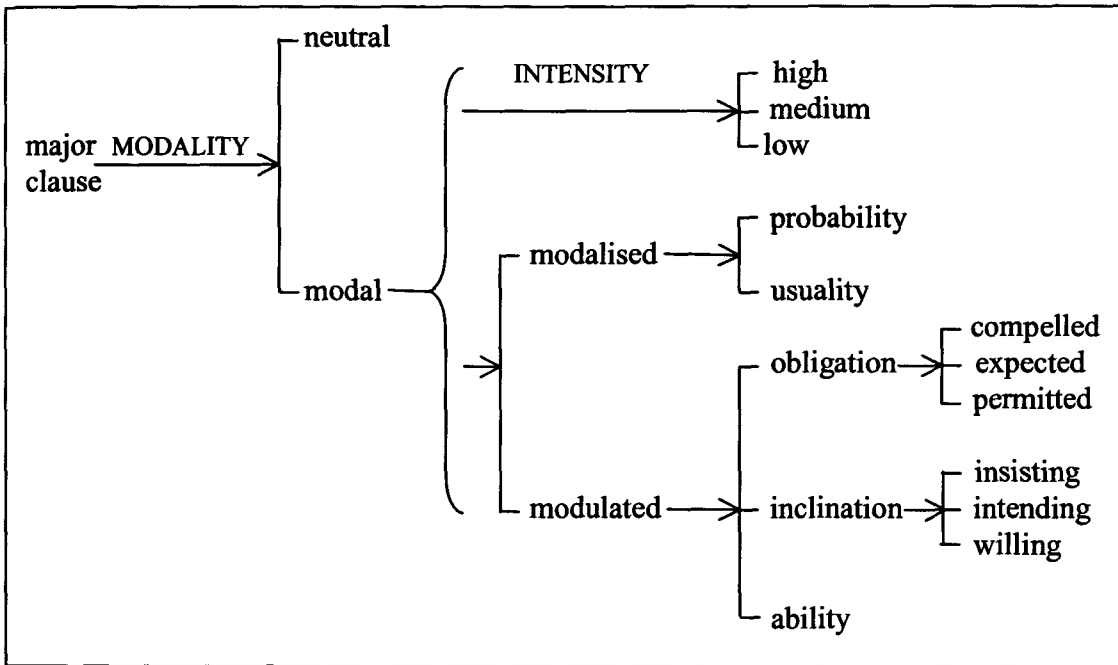 neutral
INTENSITY
high
medium
low
major MODALITY
clause
probability
modalised
usuality
modal
compelled
obligation
expected
permitted
insisting
modulated
inclination
intending
willing
ability